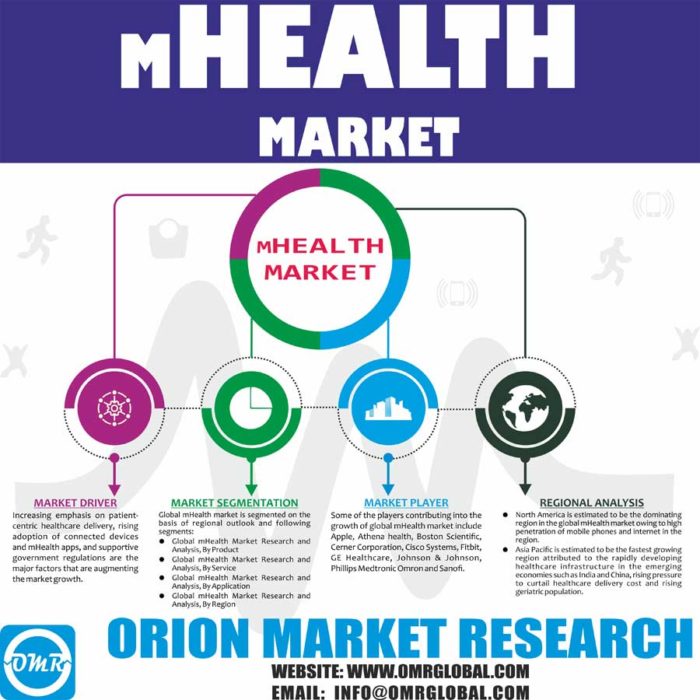 mHEALTH
MARKET
mHEALTH
MARKET
MARKET DRIVER
Increasing emphasis on patient-
centric healthcare delivery, rising
adoption of connected devices
and mHealth apps, and supportive
government regulations are the
major factors that are augmenting
the market growth.
MARKET SEGMENTATION
Global mHealth market is segmented on the
basis of regional outlook and following
segments:
● Global mHealth Market Research and
Analysis, By Product
● Global mHealth Market Research and
Analysis, By Service
● Global mHealth Market Research and
Analysis, By Application
● Global mHealth Market Research and
Analysis, By Region
MARKET PLAYER
Some of the players contributing into the
growth of global mHealth market include
Apple, Athena health, Boston Scientific,
Cerner Corporation, Cisco Systems, Fitbit,
GE Healthcare, Johnson & Johnson,
Phillips Medtronic Omron and Sanofi.
REGIONAL ANALYSIS
● North America is estimated to be the dominating
region in the global mHealth market owing to high
penetration of mobile phones and internet in the
region.
● Asia Pacific is estimated to be the fastest growing
region attributed to the rapidly developing
healthcare infrastructure in the emerging
economies such as India and China, rising pressure
to curtail healthcare delivery cost and rising
geriatric population.
OMR
ORION MARKET RESEARCH
WEBSITE: WWW.OMRGLOBAL.COM
EMAIL: INFO@OMRGLOBAL.COM